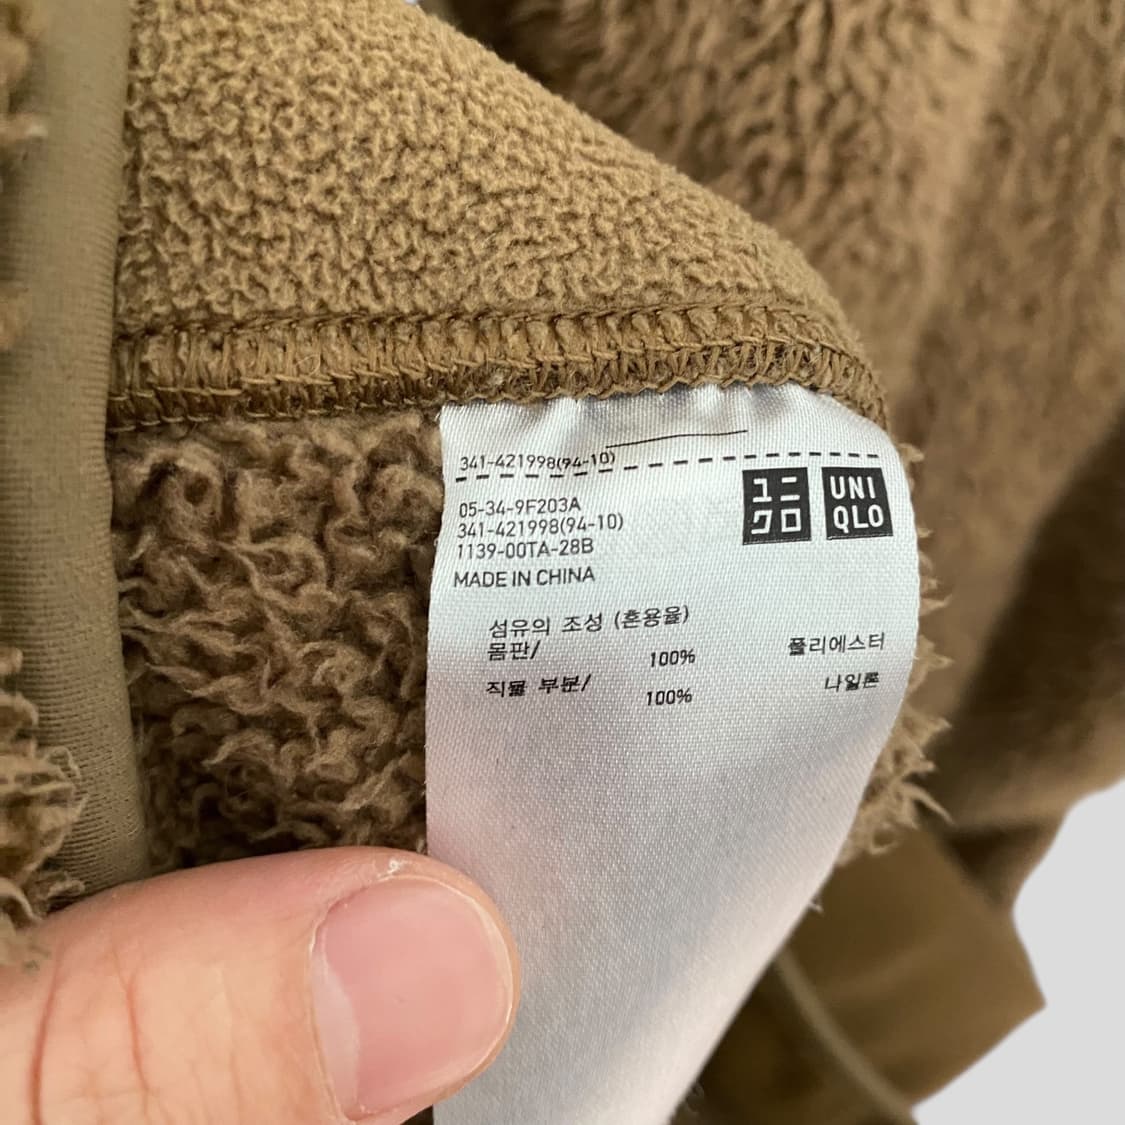 341-421998(94-10)
ユニ
クロ
UNI
QLO
05-34-9F203A
341-421998(94-10)
1139-00TA-28B
MADE IN CHINA
섬유의 조성 (혼용율)
몸판/ 100% 폴리에스터
직물 부분/ 100% 나일론